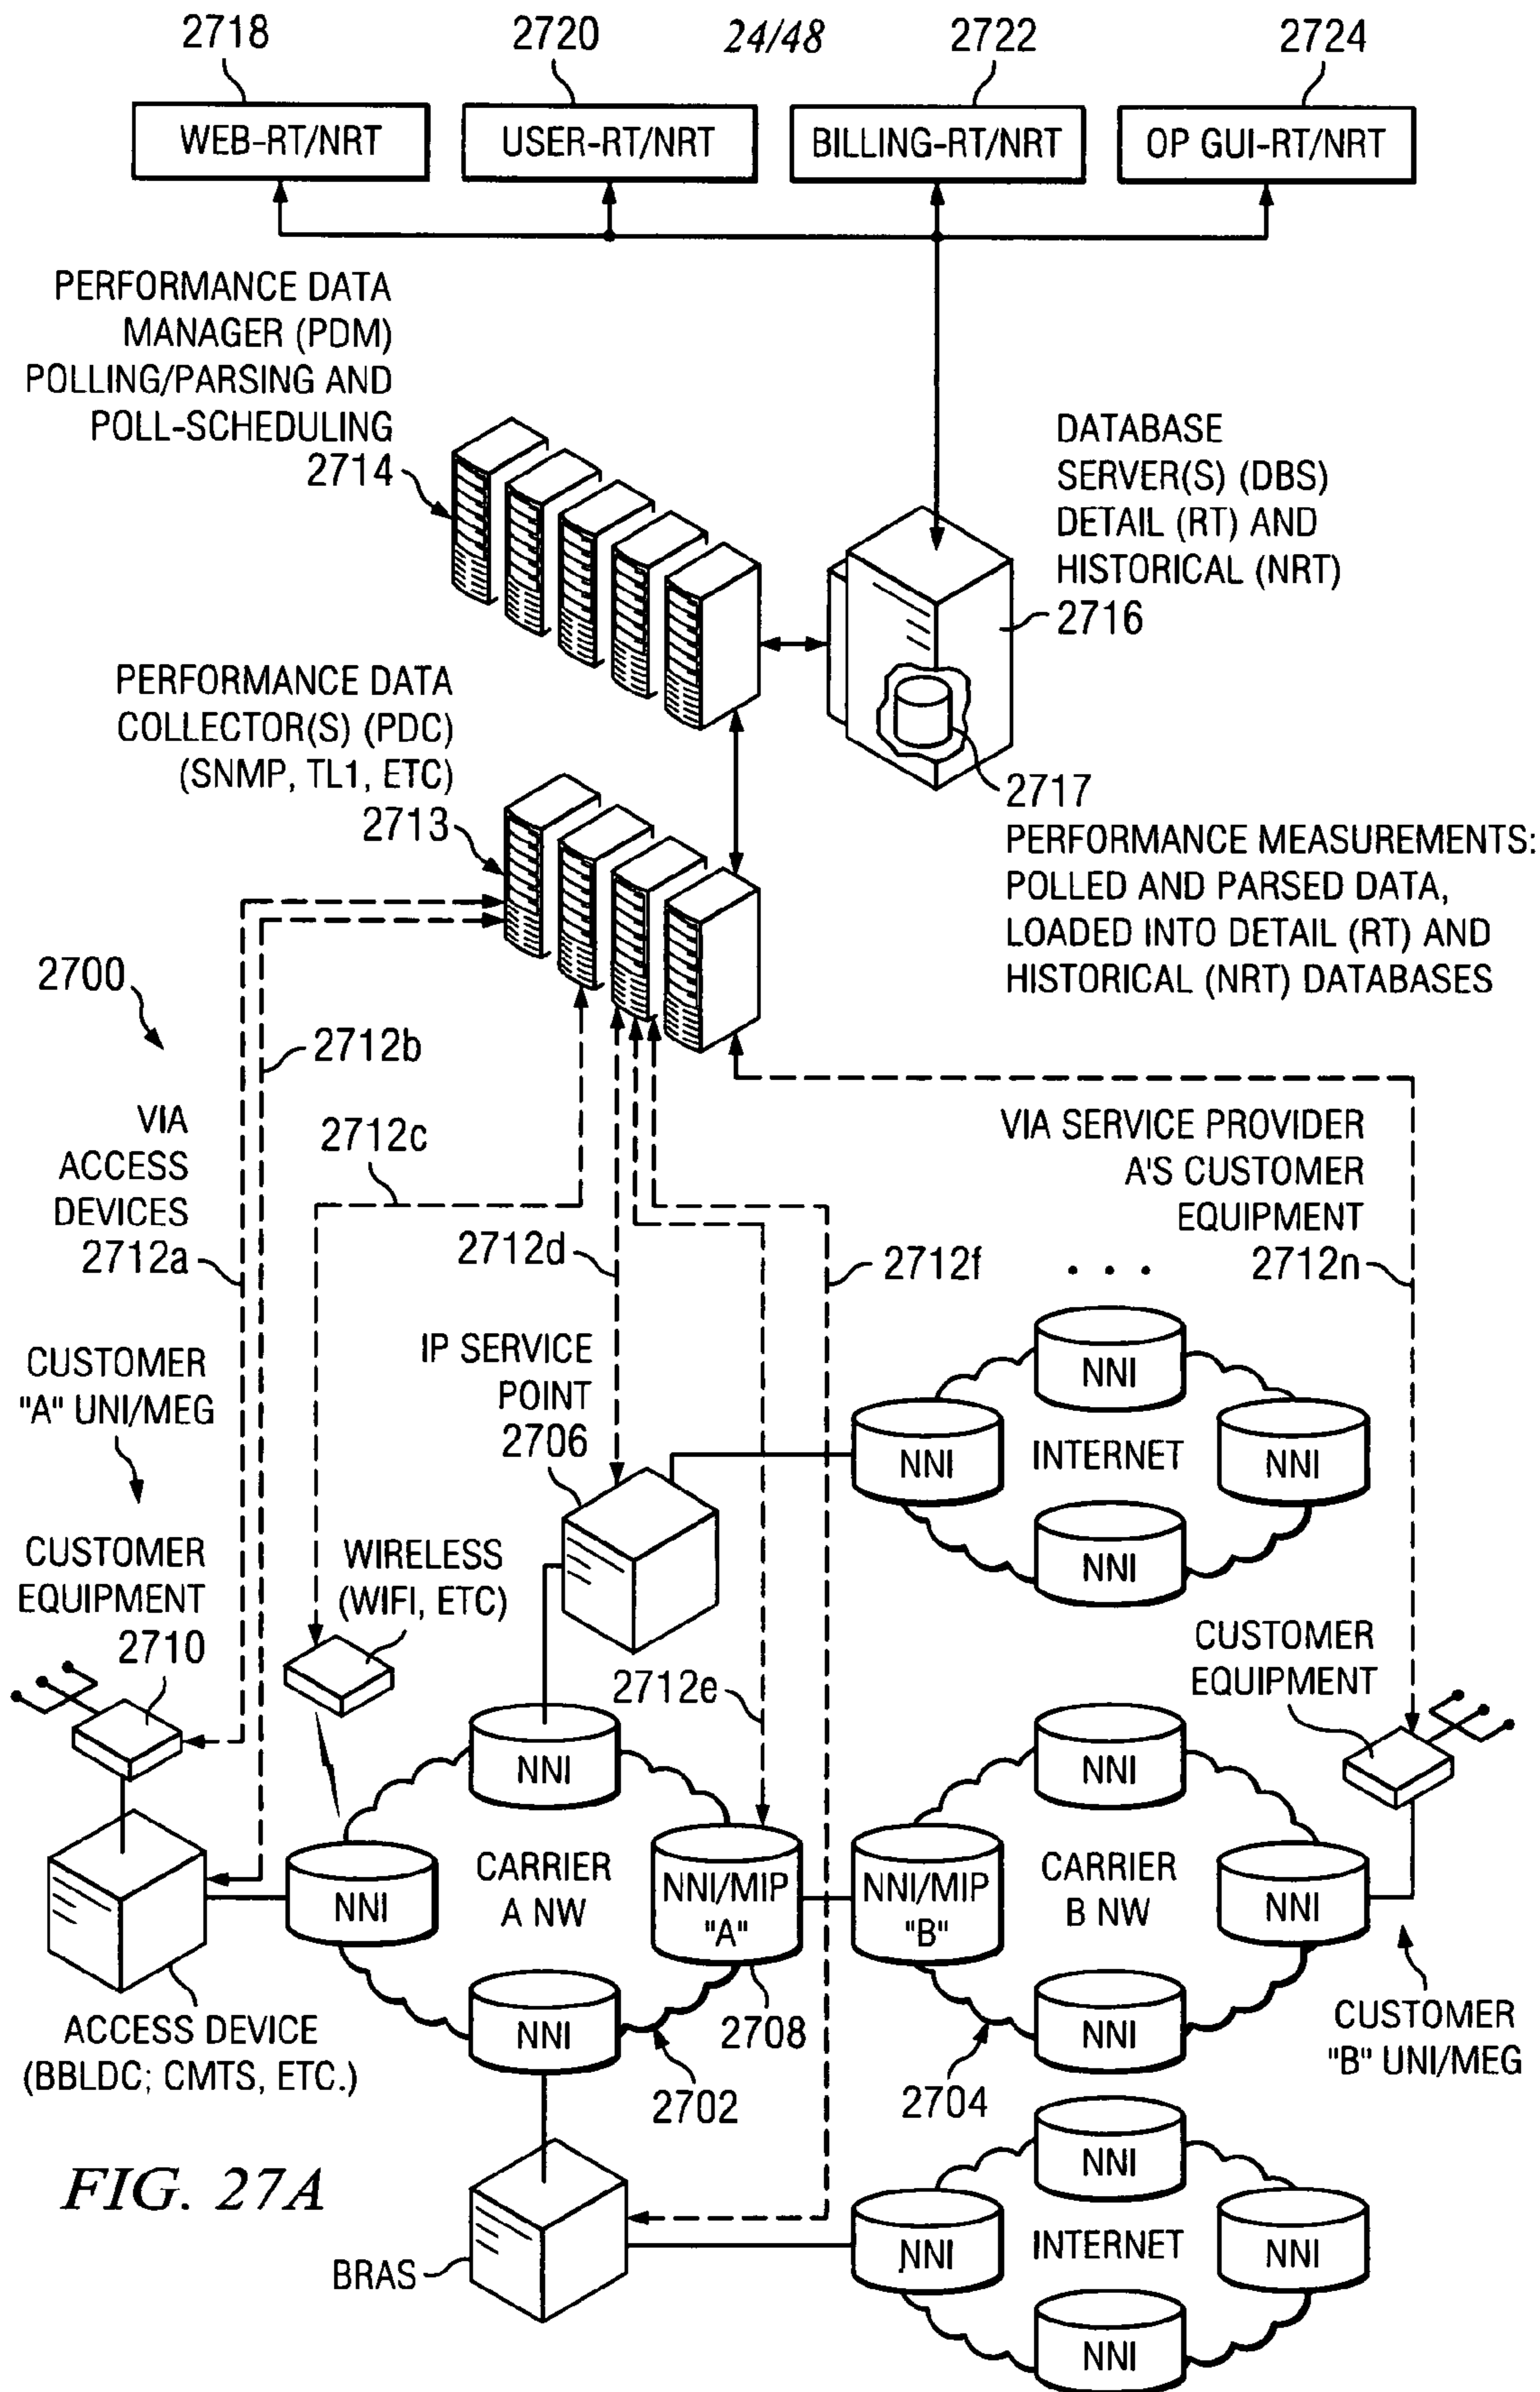 2718
2720
24/48
2722
2724
WEB-RT/NRT
USER-RT/NRT
BILLING-RT/NRT
OP GUI-RT/NRT
PERFORMANCE DATA
MANAGER (PDM)
POLLING/PARSING AND
POLL-SCHEDULING
2714
DATABASE
SERVER(S) (DBS)
DETAIL (RT) AND
HISTORICAL (NRT)
2716
PERFORMANCE DATA
COLLECTOR(S) (PDC)
(SNMP, TL1, ETC)
2713
2717
PERFORMANCE MEASUREMENTS:
POLLED AND PARSED DATA,
LOADED INTO DETAIL (RT) AND
HISTORICAL (NRT) DATABASES
2700
2712b
VIA
ACCESS
DEVICES
2712a
2712c
2712d
2712f
VIA SERVICE PROVIDER
A'S CUSTOMER
EQUIPMENT
2712n
. . .
CUSTOMER
"A" UNI/MEG
IP SERVICE
POINT
2706
NNI
NNI
INTERNET
NNI
NNI
CUSTOMER
EQUIPMENT
2710
WIRELESS
(WIFI, ETC)
2712e
CUSTOMER
EQUIPMENT
NNI
NNI
NNI
CARRIER
A NW
NNI/MIP
"A"
NNI/MIP
"B"
CARRIER
B NW
NNI
NNI
NNI
2708
ACCESS DEVICE
(BBLDC; CMTS, ETC.)
2702
2704
CUSTOMER
"B" UNI/MEG
NNI
FIG. 27A
NNI
INTERNET
NNI
BRAS
NNI